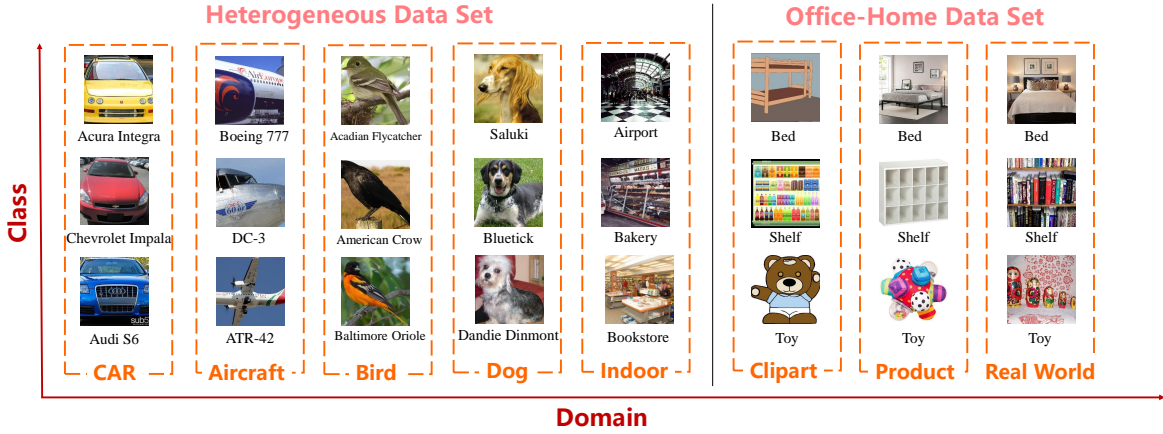 Heterogeneous Data Set
Office-Home Data Set
Class
Acura Integra
Boeing 777
Acadian Flycatcher
Saluki
Airport
Bed
Bed
Bed
Chevrolet Impala
DC-3
American Crow
Bluetick
Bakery
Shelf
Shelf
Shelf
sub5
Audi S6
ATR-42
Baltimore Oriole
Dandie Dinmont
Bookstore
Toy
Toy
Toy
CAR
Aircraft
Bird
Dog
Indoor
Clipart
Product
Real World
Domain